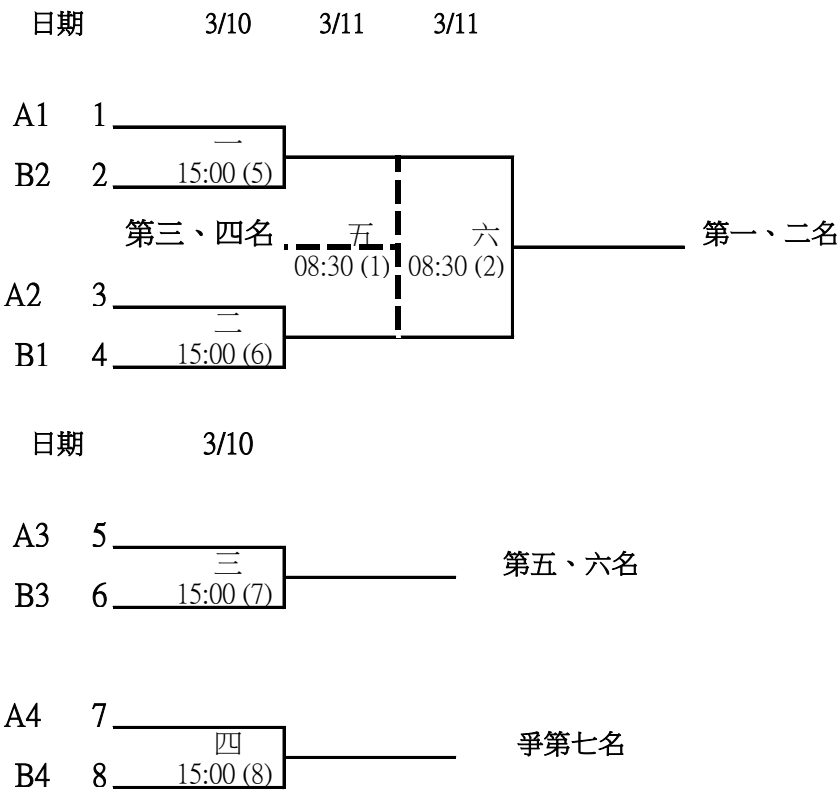 日期 3/10 3/11 3/11
A1 1
一
B2 2 15:00 (5)
第三、四名 五 六 第一、二名
08:30 (1) 08:30 (2)
A2 3
二
B1 4 15:00 (6)
日期 3/10
A3 5
三 第五、六名
B3 6 15:00 (7)
A4 7
四 爭第七名
B4 8 15:00 (8)